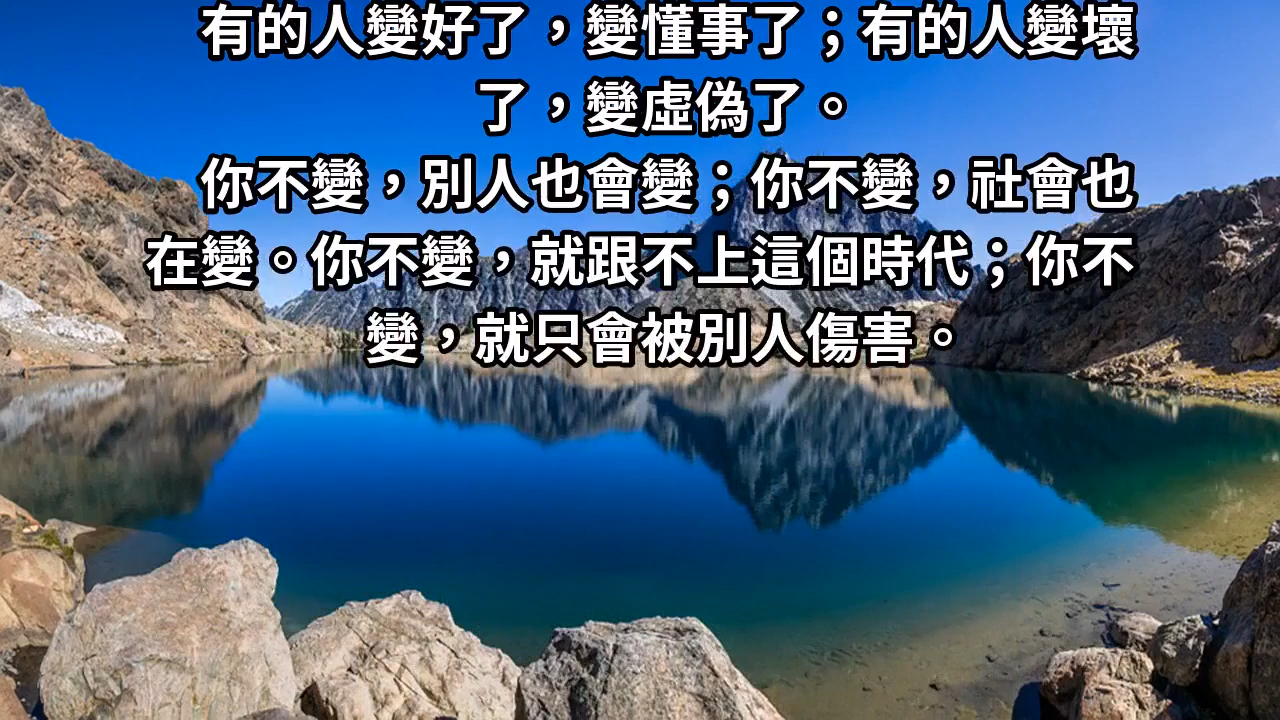 有的人變好了，變懂事了；有的人變壞
了，變虛偽了。
你不變，別人也會變；你不變，社會也
在變。你不變，就跟不上這個時代；你不
變，就只會被別人傷害。